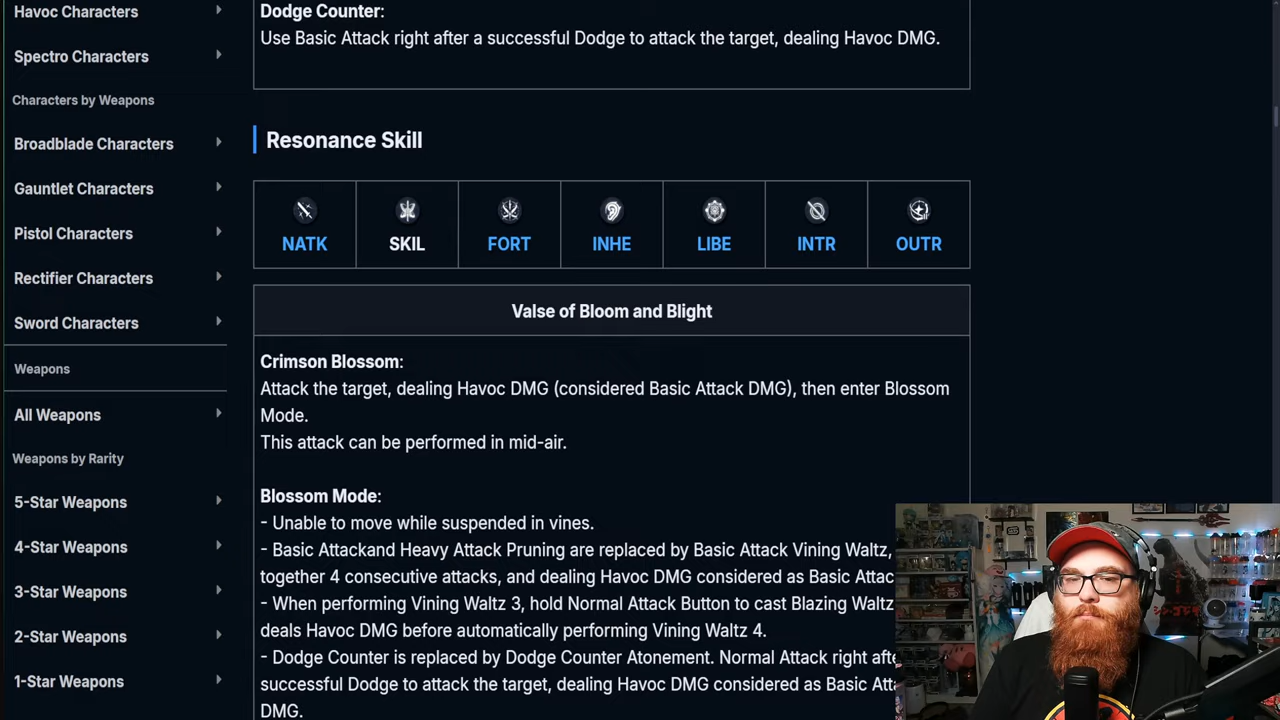 Havoc Characters
Spectro Characters
Characters by Weapons
Broadblade Characters
Gauntlet Characters
Pistol Characters
Rectifier Characters
Sword Characters
Weapons
All Weapons
Weapons by Rarity
5-Star Weapons
4-Star Weapons
3-Star Weapons
2-Star Weapons
1-Star Weapons
Dodge Counter:
Use Basic Attack right after a successful Dodge to attack the target, dealing Havoc DMG.
Resonance Skill
NATK SKIL FORT INHE LIBE INTR OUTR
Valse of Bloom and Blight
Crimson Blossom:
Attack the target, dealing Havoc DMG (considered Basic Attack DMG), then enter Blossom
Mode.
This attack can be performed in mid-air.
Blossom Mode:
- Unable to move while suspended in vines.
- Basic Attackand Heavy Attack Pruning are replaced by Basic Attack Vining Waltz,
together 4 consecutive attacks, and dealing Havoc DMG considered as Basic Attac
- When performing Vining Waltz 3, hold Normal Attack Button to cast Blazing Waltz
deals Havoc DMG before automatically performing Vining Waltz 4.
- Dodge Counter is replaced by Dodge Counter Atonement. Normal Attack right afte
successful Dodge to attack the target, dealing Havoc DMG considered as Basic Atta
DMG.
シン・ゴジラ